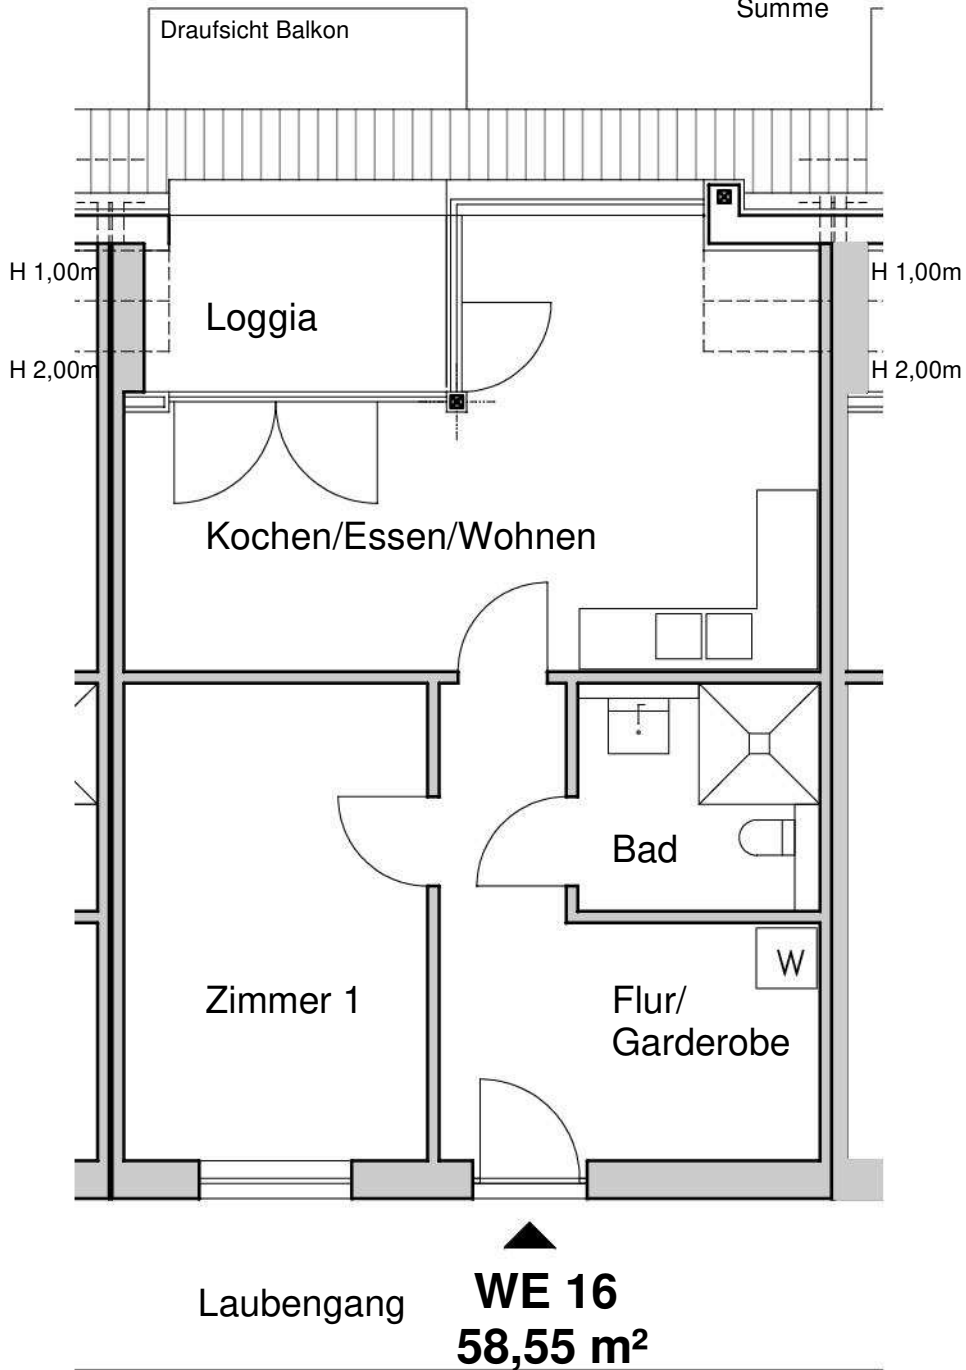 Summe
Draufsicht Balkon
H 1,00m
H 1,00m
Loggia
H 2,00m
H 2,00m
Kochen/Essen/Wohnen
Bad
W
Zimmer 1
Flur/
Garderobe
Laubengang
WE 16
58,55 m²